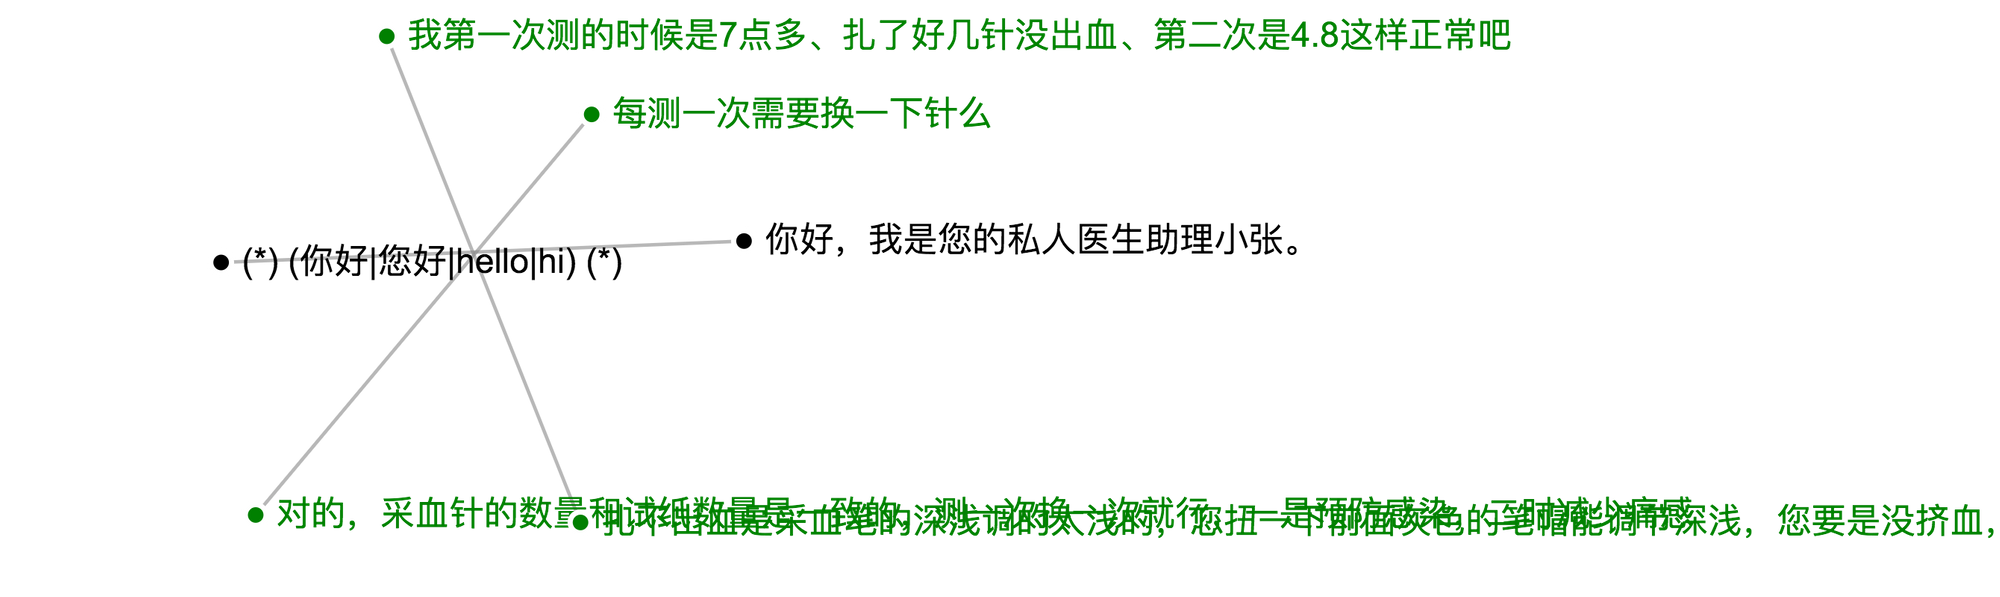 我第一次测的时候是7点多、扎了好几针没出血、第二次是4.8这样正常吧
每测一次需要换一下针么
你好，我是您的私人医生助理小张。
(*) (你好|您好|hello|hi) (*)
对的，采血针的数量和试纸数量是一致的，测一次换一次就行，一是预防感染，二时减少痛感
扎不出血是采血笔的深浅调的太浅的，您扭一下前面灰色的笔帽能调节深浅，您要是没挤血，